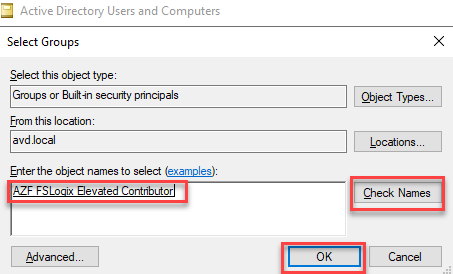 Active Directory Users and Computers
Select Groups
Select this object type:
Groups or Built-in security principals
Object Types...
From this location:
avd.local
Locations...
Enter the object names to select (examples):
AZF FSLogix Elevated Contributor
Check Names
Advanced...
OK
Cancel